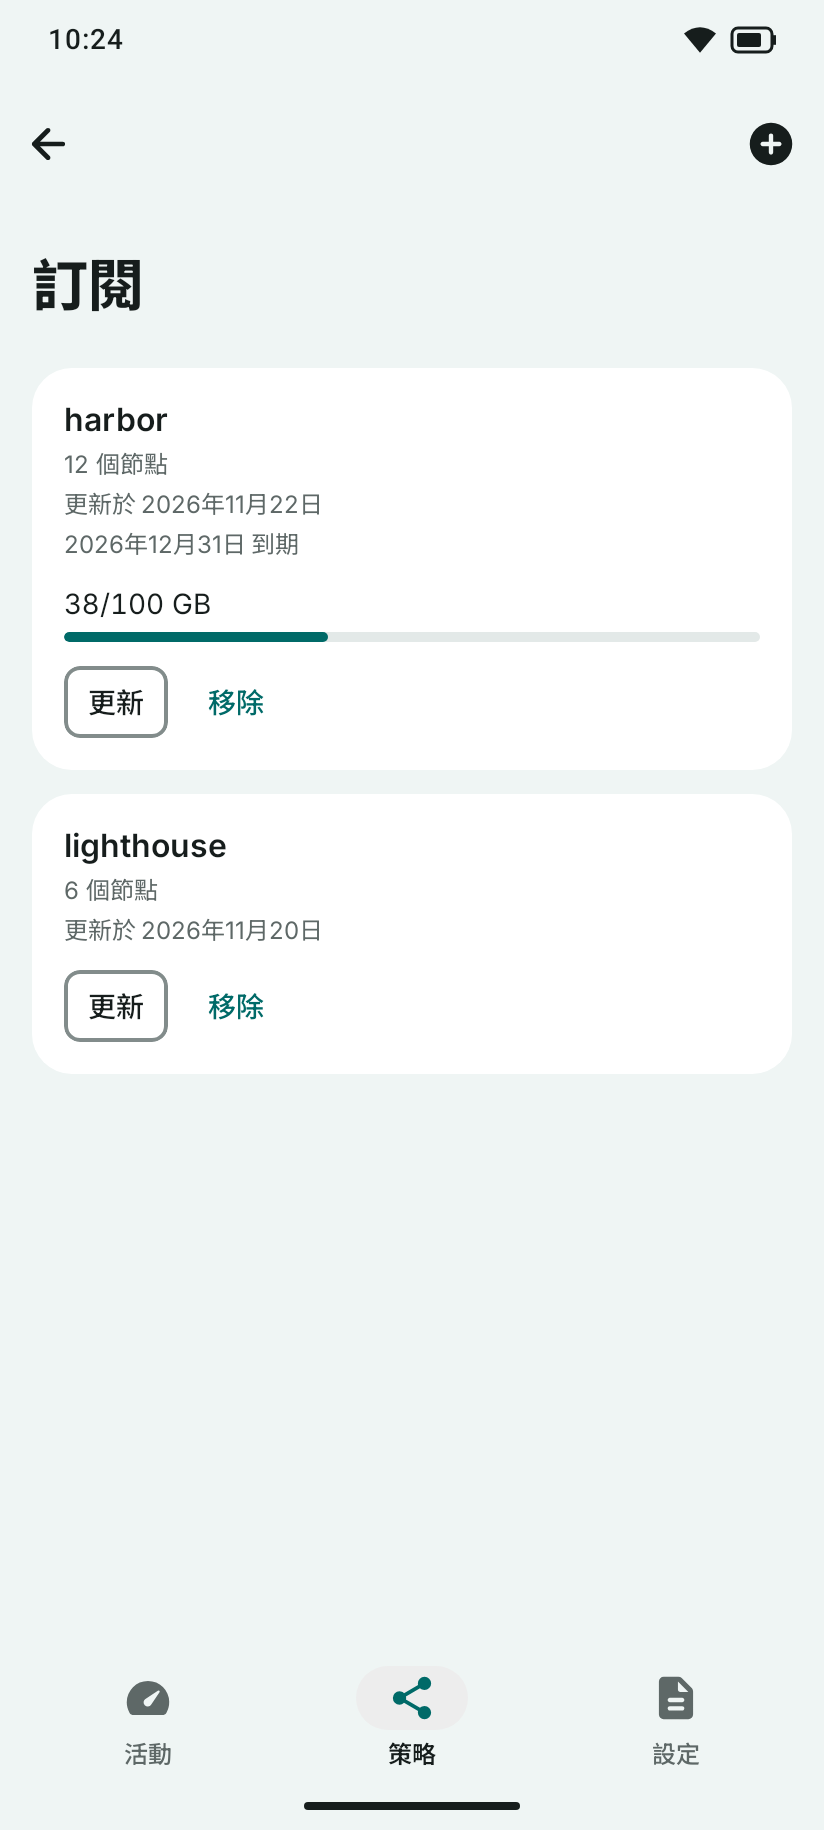 10:24
訂閱
harbor
12 個節點
更新於 2026年11月22日
2026年12月31日 到期
38/100 GB
更新
移除
lighthouse
6 個節點
更新於 2026年11月20日
更新
移除
活動
策略
設定